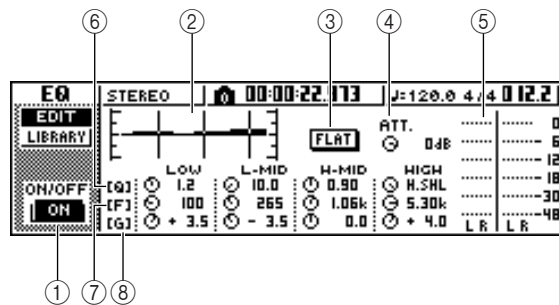 ⑥ ② ③ ④ ⑤
EQ STEREO 00:00:22.973 ♩=120.0 4/4 012.2
EDIT
LIBRARY
ATT.
FLAT 0dB
0
6
12
18
30
48
LOW L-MID H-MID HIGH
ON/OFF [Q] 1.2 10.0 0.90 H.SHL
ON [F] 100 265 1.06k 5.30k
[G] + 3.5 - 3.5 0.0 + 4.0
L R L R
① ⑦ ⑧